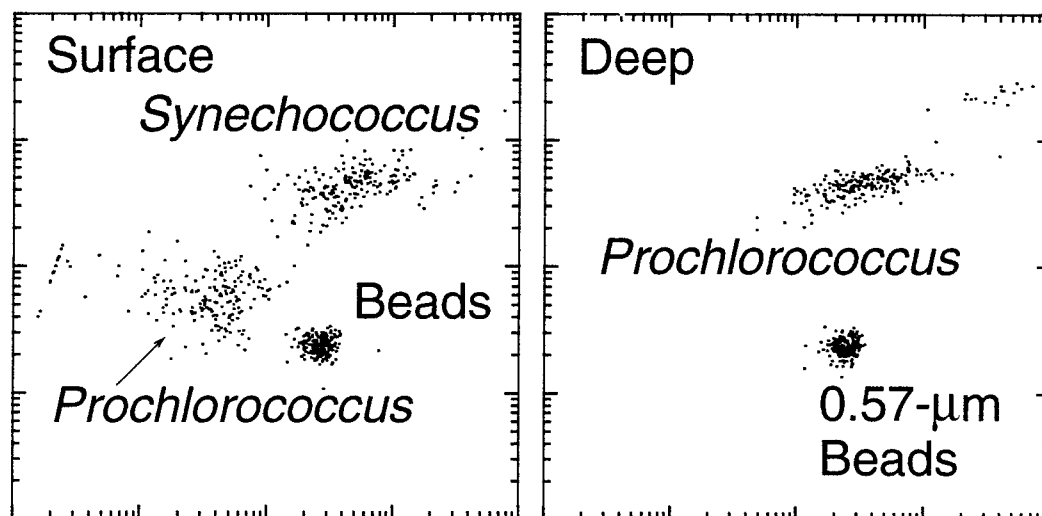 Surface
Synechococcus
Beads
Prochlorococcus
Deep
Prochlorococcus
0.57-μm
Beads